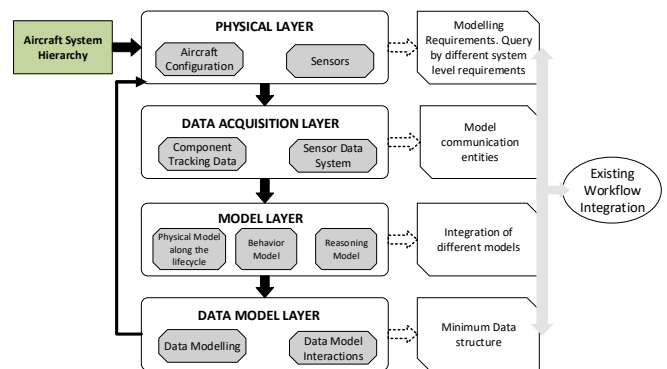 Aircraft System
Hierarchy
PHYSICAL LAYER
Aircraft
Configuration
Sensors
Modelling
Requirements. Query
by different system
level requirements
DATA ACQUISITION LAYER
Component
Tracking Data
Sensor Data
System
Model
communication
entities
Existing
Workflow
Integration
MODEL LAYER
Physical Model
along the
lifecycle
Behavior
Model
Reasoning
Model
Integration of
different models
DATA MODEL LAYER
Data Modelling
Data Model
Interactions
Minimum Data
structure